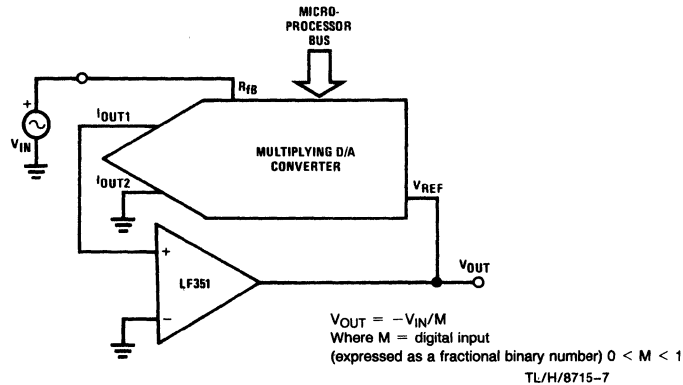 MICRO-
PROCESSOR
BUS
RfB
+
VIN
IOUT1
MULTIPLYING D/A
CONVERTER
IOUT2
VREF
+
LF351
−
VOUT
VOUT = −VIN/M
Where M = digital input
(expressed as a fractional binary number) 0 < M < 1
TL/H/8715–7